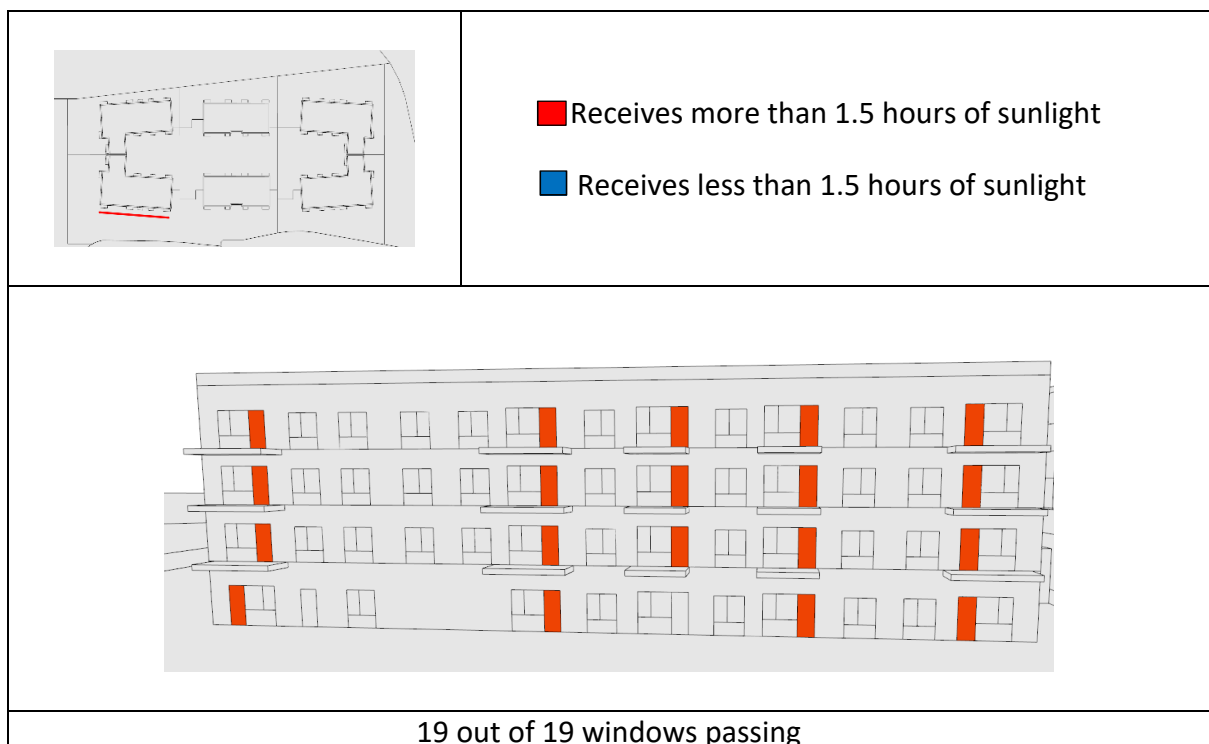 Receives more than 1.5 hours of sunlight
Receives less than 1.5 hours of sunlight
19 out of 19 windows passing